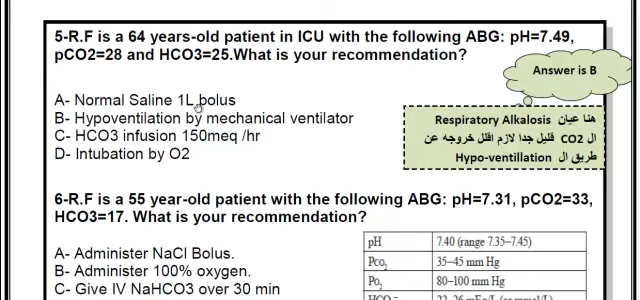 5-R.F is a 64 years-old patient in ICU with the following ABG: pH=7.49,
pCO2=28 and HCO3=25.What is your recommendation?
Answer is B
A- Normal Saline 1L bolus
B- Hypoventilation by mechanical ventilator
C- HCO3 infusion 150meq /hr
D- Intubation by O2
هنا عيان Respiratory Alkalosis
ال CO2 قليل جدا لازم اقلل خروجه عن
طريق ال Hypo-ventillation
6-R.F is a 55 year-old patient with the following ABG: pH=7.31, pCO2=33,
HCO3=17. What is your recommendation?
A- Administer NaCl Bolus.
B- Administer 100% oxygen.
C- Give IV NaHCO3 over 30 min
pH 7.40 (range 7.35–7.45)
Pco2 35–45 mm Hg
Po2 80–100 mm Hg